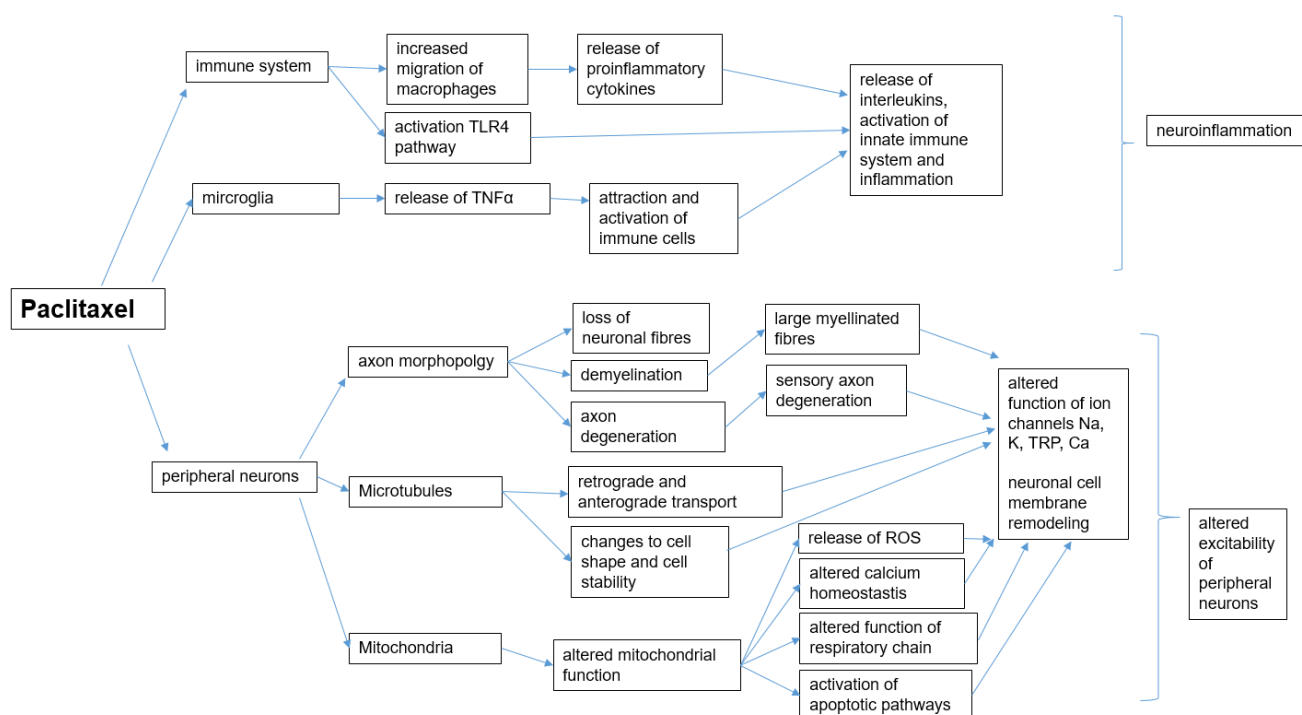 immune system
increased
migration of
macrophages
release of
proinflammatory
cytokines
release of
interleukins,
activation of
innate immune
system and
inflammation
neuroinflammation
activation TLR4
pathway
mircroglia
release of TNFα
attraction and
activation of
immune cells
Paclitaxel
peripheral neurons
axon morphopolgy
loss of
neuronal fibres
demyelination
axon
degeneration
large myellinated
fibres
sensory axon
degeneration
altered
function of ion
channels Na,
K, TRP, Ca
neuronal cell
membrane
remodeling
Microtubules
retrograde and
anterograde transport
changes to cell
shape and cell
stability
Mitochondria
altered mitochondrial
function
release of ROS
altered calcium
homeostatis
altered function of
respiratory chain
activation of
apoptotic pathways
altered
excitability
of
peripheral
neurons